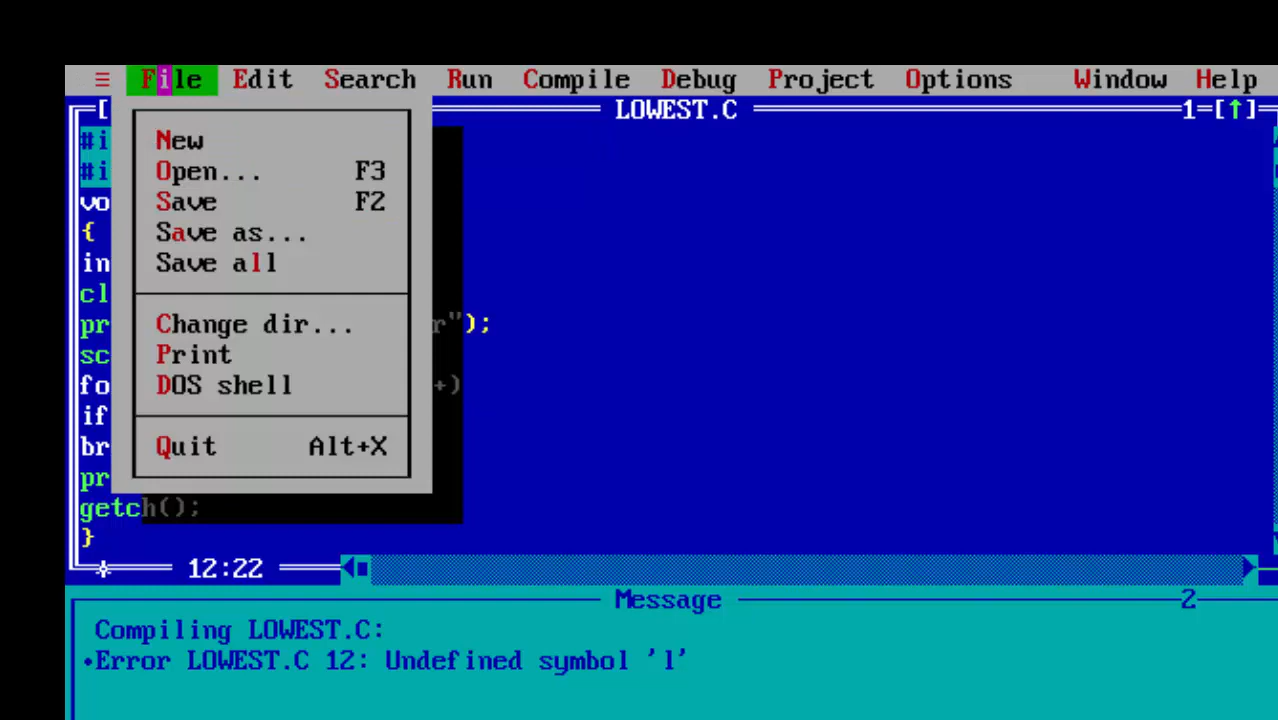 ≡ File Edit Search Run Compile Debug Project Options Window Help
[ LOWEST.C 1=[↑]
#i New
#i Open... F3
vo Save F2
{ Save as...
in Save all
cl
pr Change dir... r");
sc Print
fo DOS shell +)
if
br Quit Alt+X
pr
getch();
}
12:22
Message 2
Compiling LOWEST.C:
•Error LOWEST.C 12: Undefined symbol 'l'